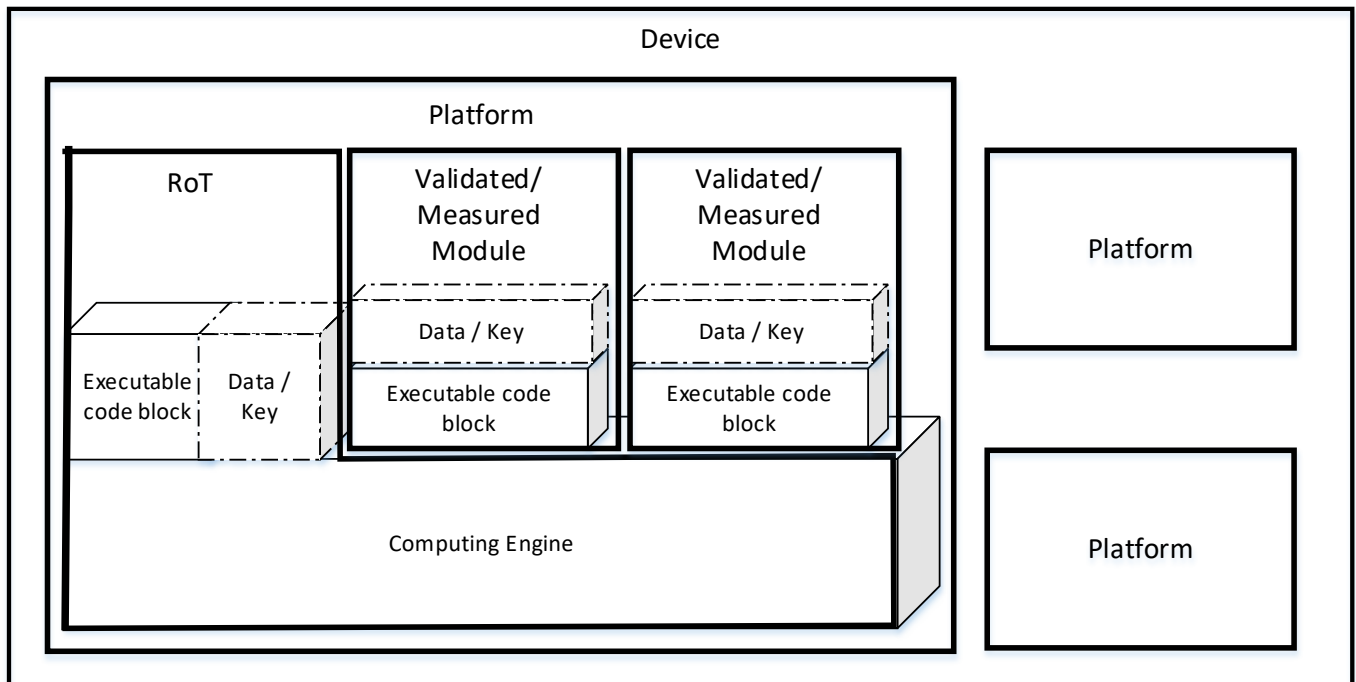 Device
Platform
RoT
Validated/
Measured
Module
Validated/
Measured
Module
Data / Key
Data / Key
Executable
code block
Data /
Key
Executable code
block
Executable code
block
Computing Engine
Platform
Platform